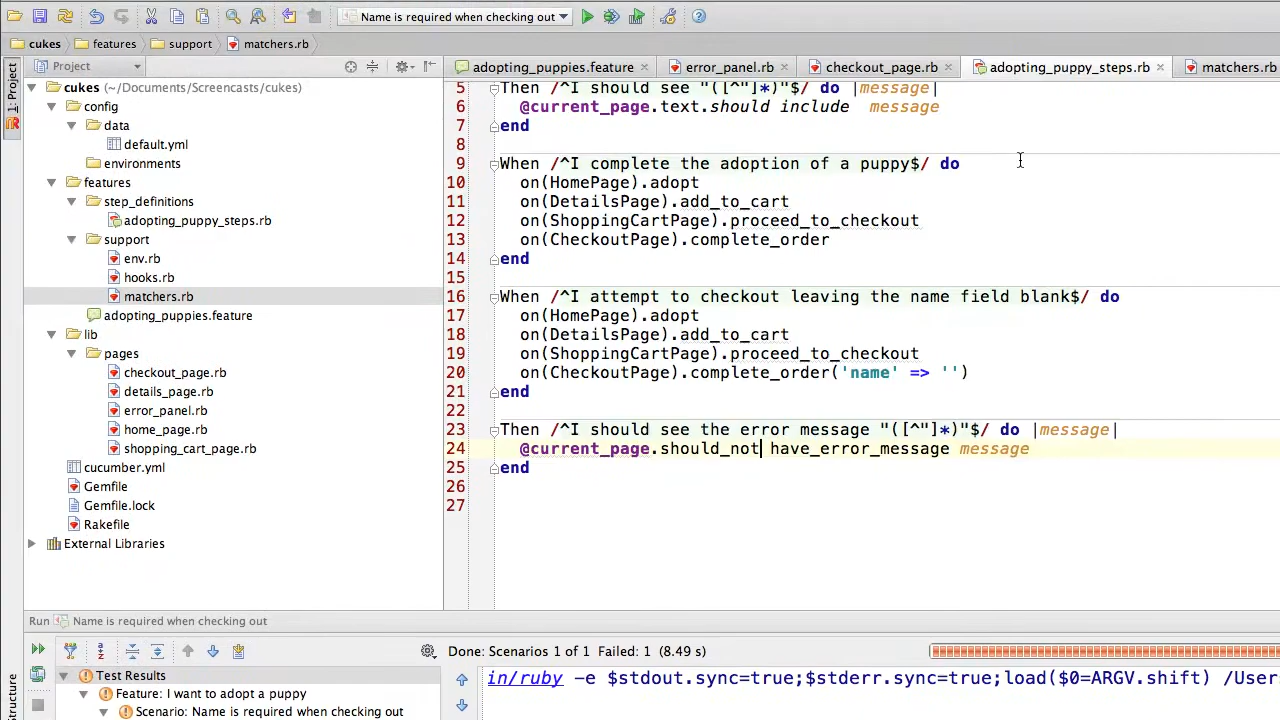 Name is required when checking out
cukes features support matchers.rb
1: Project
Project
adopting_puppies.feature error_panel.rb checkout_page.rb adopting_puppy_steps.rb matchers.rb
cukes (~/Documents/Screencasts/cukes)
config
data
default.yml
environments
features
step_definitions
adopting_puppy_steps.rb
support
env.rb
hooks.rb
matchers.rb
adopting_puppies.feature
lib
pages
checkout_page.rb
details_page.rb
error_panel.rb
home_page.rb
shopping_cart_page.rb
cucumber.yml
Gemfile
Gemfile.lock
Rakefile
External Libraries
5 Then /^I should see "([^"]*)"$/ do |message|
6 @current_page.text.should include message
7 end
8
9 When /^I complete the adoption of a puppy$/ do
10 on(HomePage).adopt
11 on(DetailsPage).add_to_cart
12 on(ShoppingCartPage).proceed_to_checkout
13 on(CheckoutPage).complete_order
14 end
15
16 When /^I attempt to checkout leaving the name field blank$/ do
17 on(HomePage).adopt
18 on(DetailsPage).add_to_cart
19 on(ShoppingCartPage).proceed_to_checkout
20 on(CheckoutPage).complete_order('name' => '')
21 end
22
23 Then /^I should see the error message "([^"]*)"$/ do |message|
24 @current_page.should_not have_error_message message
25 end
26
27
Run Name is required when checking out
Done: Scenarios 1 of 1 Failed: 1 (8.49 s)
Test Results
Feature: I want to adopt a puppy
Scenario: Name is required when checking out
in/ruby -e $stdout.sync=true;$stderr.sync=true;load($0=ARGV.shift) /User
Structure